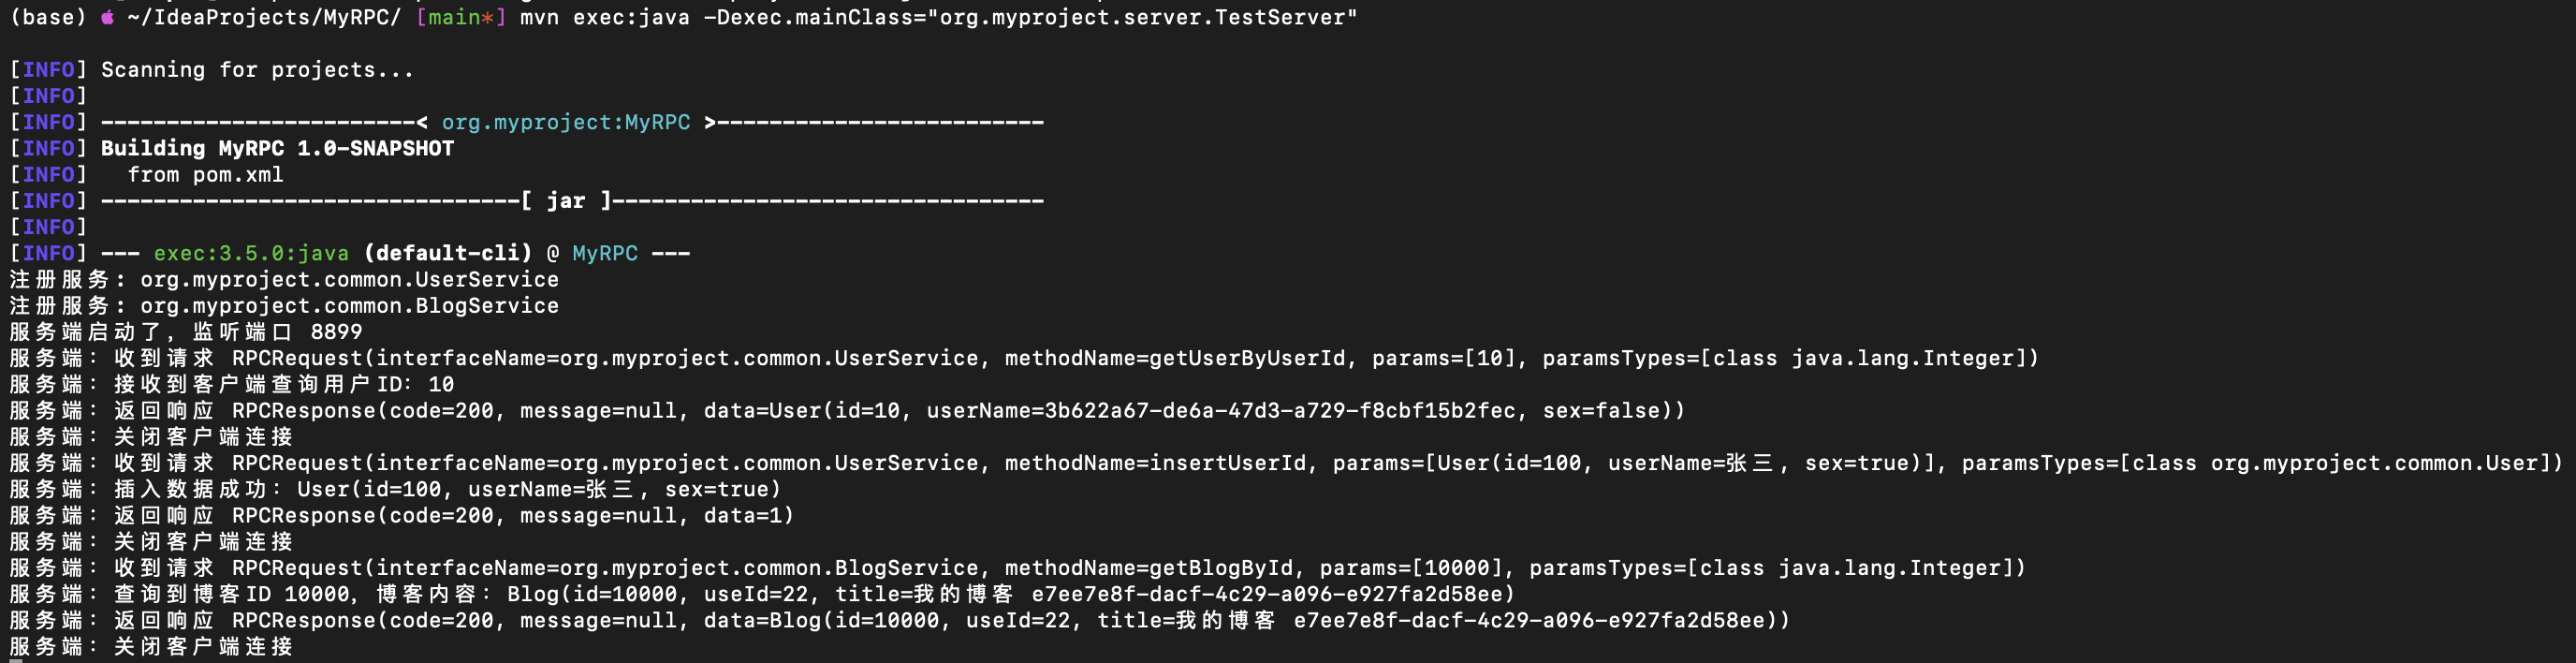 (base)  ~/IdeaProjects/MyRPC/ [main*] mvn exec:java -Dexec.mainClass="org.myproject.server.TestServer"
[INFO] Scanning for projects...
[INFO]
[INFO] ------------------------< org.myproject:MyRPC >-------------------------
[INFO] Building MyRPC 1.0-SNAPSHOT
[INFO]   from pom.xml
[INFO] --------------------------------[ jar ]---------------------------------
[INFO]
[INFO] --- exec:3.5.0:java (default-cli) @ MyRPC ---
注册服务: org.myproject.common.UserService
注册服务: org.myproject.common.BlogService
服务端启动了，监听端口 8899
服务端：收到请求 RPCRequest(interfaceName=org.myproject.common.UserService, methodName=getUserByUserId, params=[10], paramsTypes=[class java.lang.Integer])
服务端：接收到客户端查询用户ID：10
服务端：返回响应 RPCResponse(code=200, message=null, data=User(id=10, userName=3b622a67-de6a-47d3-a729-f8cbf15b2fec, sex=false))
服务端：关闭客户端连接
服务端：收到请求 RPCRequest(interfaceName=org.myproject.common.UserService, methodName=insertUserId, params=[User(id=100, userName=张三, sex=true)], paramsTypes=[class org.myproject.common.User])
服务端：插入数据成功：User(id=100, userName=张三, sex=true)
服务端：返回响应 RPCResponse(code=200, message=null, data=1)
服务端：关闭客户端连接
服务端：收到请求 RPCRequest(interfaceName=org.myproject.common.BlogService, methodName=getBlogById, params=[10000], paramsTypes=[class java.lang.Integer])
服务端：查询到博客ID 10000，博客内容：Blog(id=10000, useId=22, title=我的博客 e7ee7e8f-dacf-4c29-a096-e927fa2d58ee)
服务端：返回响应 RPCResponse(code=200, message=null, data=Blog(id=10000, useId=22, title=我的博客 e7ee7e8f-dacf-4c29-a096-e927fa2d58ee))
服务端：关闭客户端连接